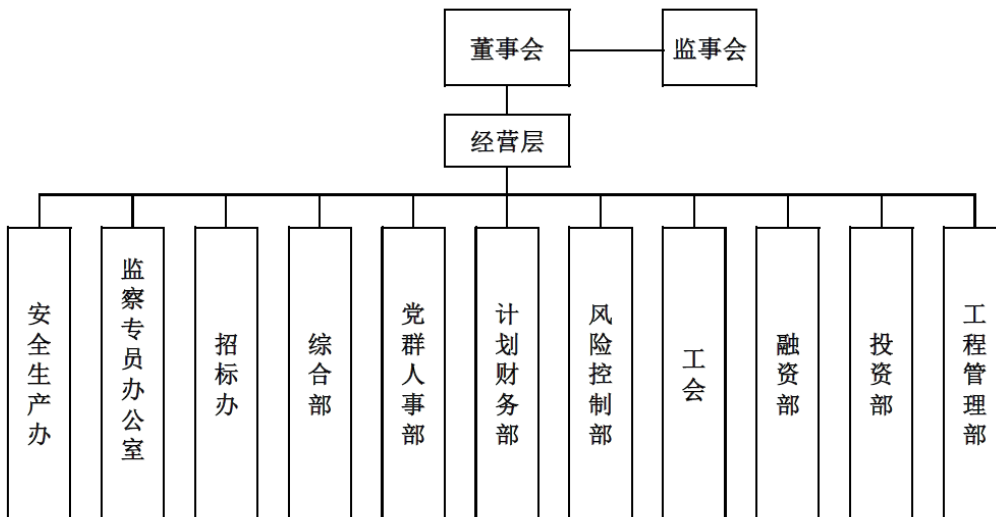 董事会
监事会
经营层
安全生产办
监察专员办公室
招标办
综合部
党群人事部
计划财务部
风险控制部
工会
融资部
投资部
工程管理部